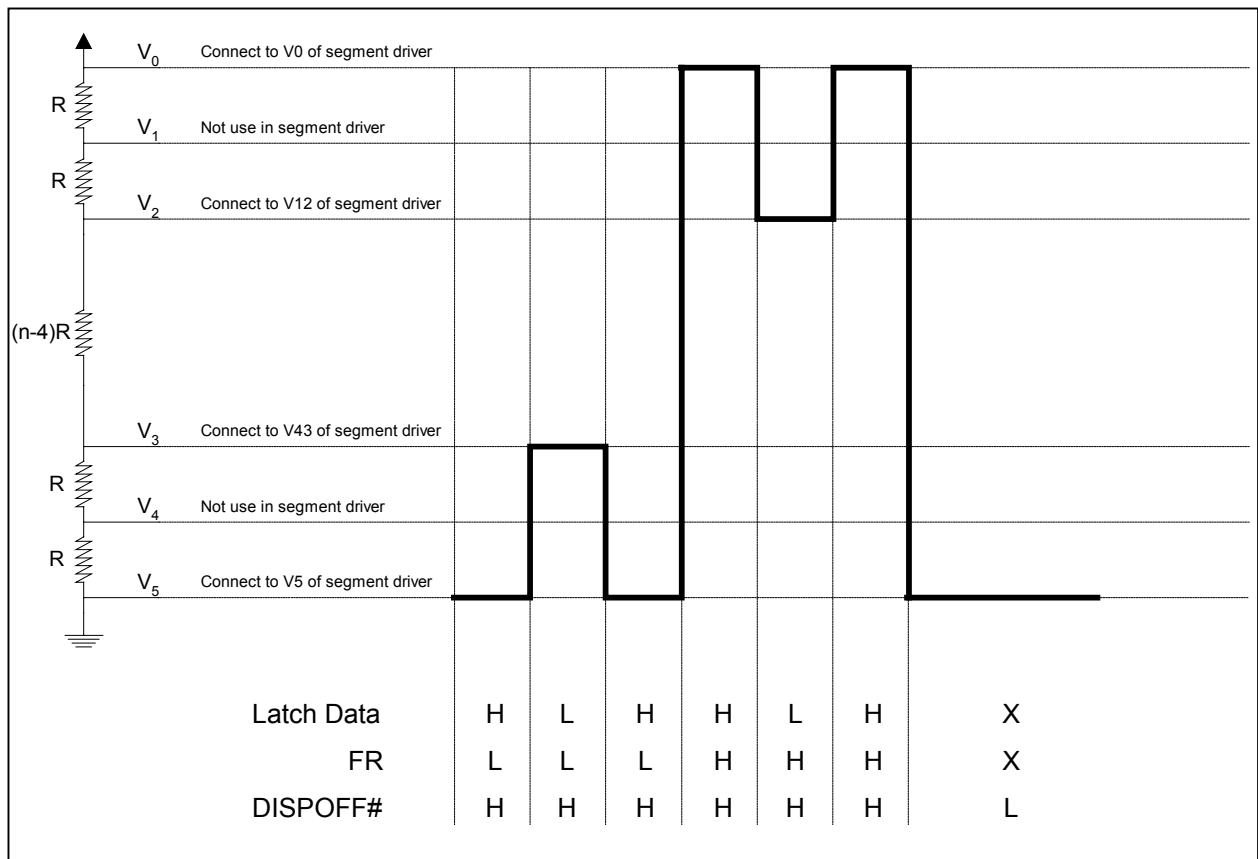 V0 Connect to V0 of segment driver
R
V1 Not use in segment driver
R
V2 Connect to V12 of segment driver
(n-4)R
V3 Connect to V43 of segment driver
R
V4 Not use in segment driver
R
V5 Connect to V5 of segment driver
Latch Data H L H H L H X
FR L L L H H H X
DISPOFF# H H H H H H L